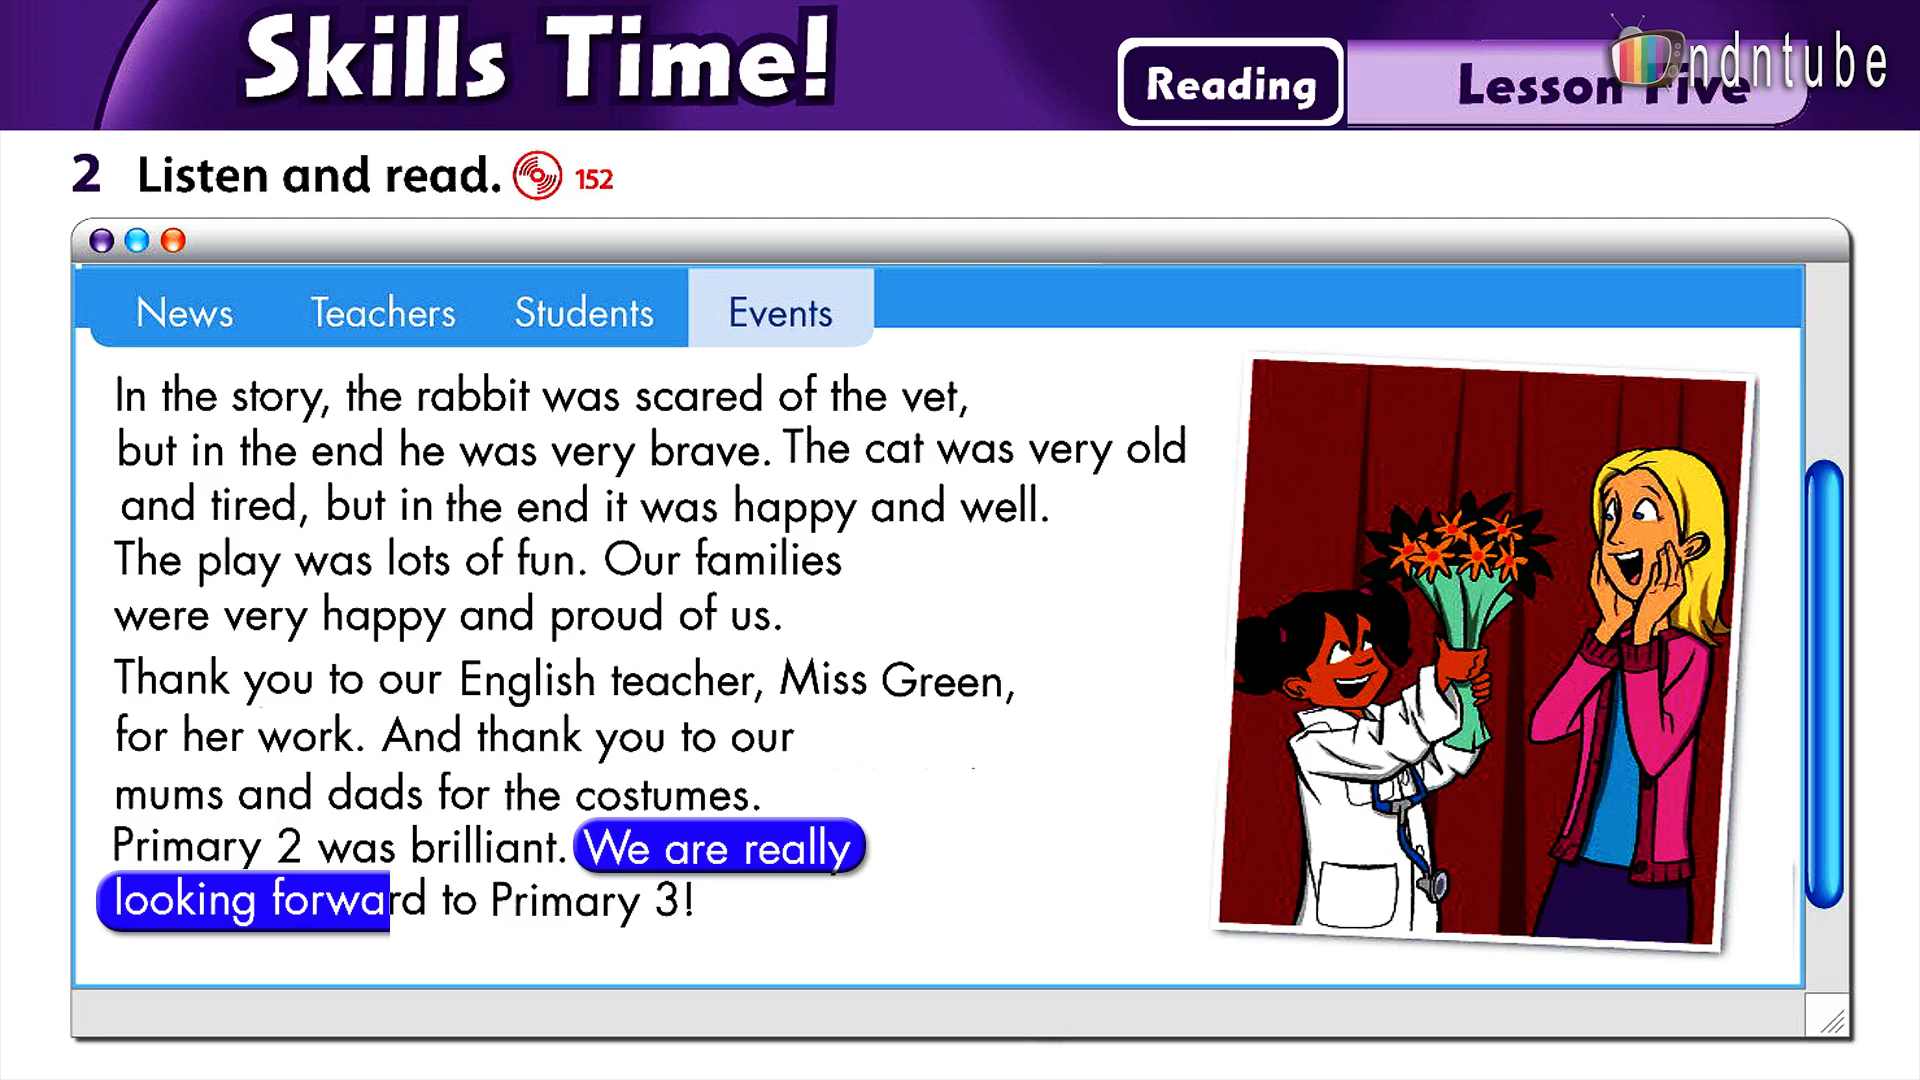 Skills Time!
Reading
Lesson Five
ndntube
2 Listen and read. 152
News Teachers Students Events
In the story, the rabbit was scared of the vet,
but in the end he was very brave. The cat was very old
and tired, but in the end it was happy and well.
The play was lots of fun. Our families
were very happy and proud of us.
Thank you to our English teacher, Miss Green,
for her work. And thank you to our
mums and dads for the costumes.
Primary 2 was brilliant. We are really
looking forward to Primary 3!